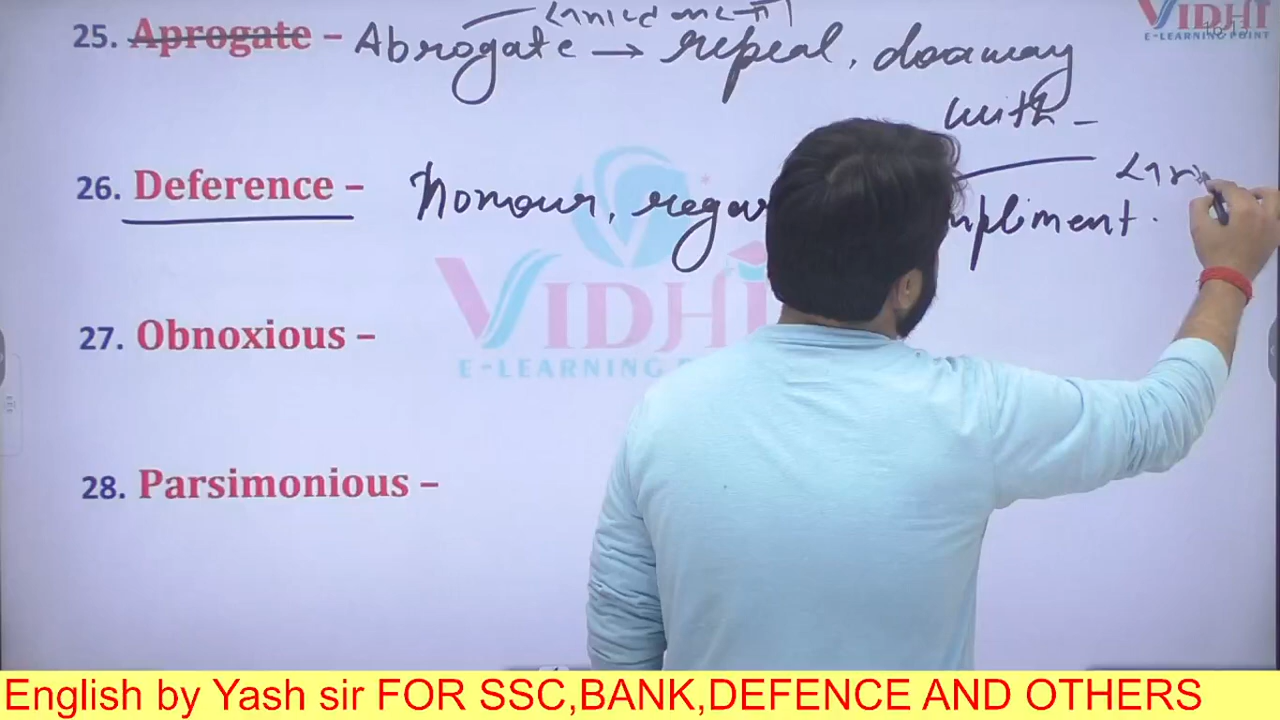 VIDHI
E-LEARNING POINT
25. Aprogate – Abrogate → repeal, do away
with –
26. Deference – honour, regar mpliment.
VIDHI
E-LEARNING P
27. Obnoxious –
28. Parsimonious –
English by Yash sir FOR SSC,BANK,DEFENCE AND OTHERS